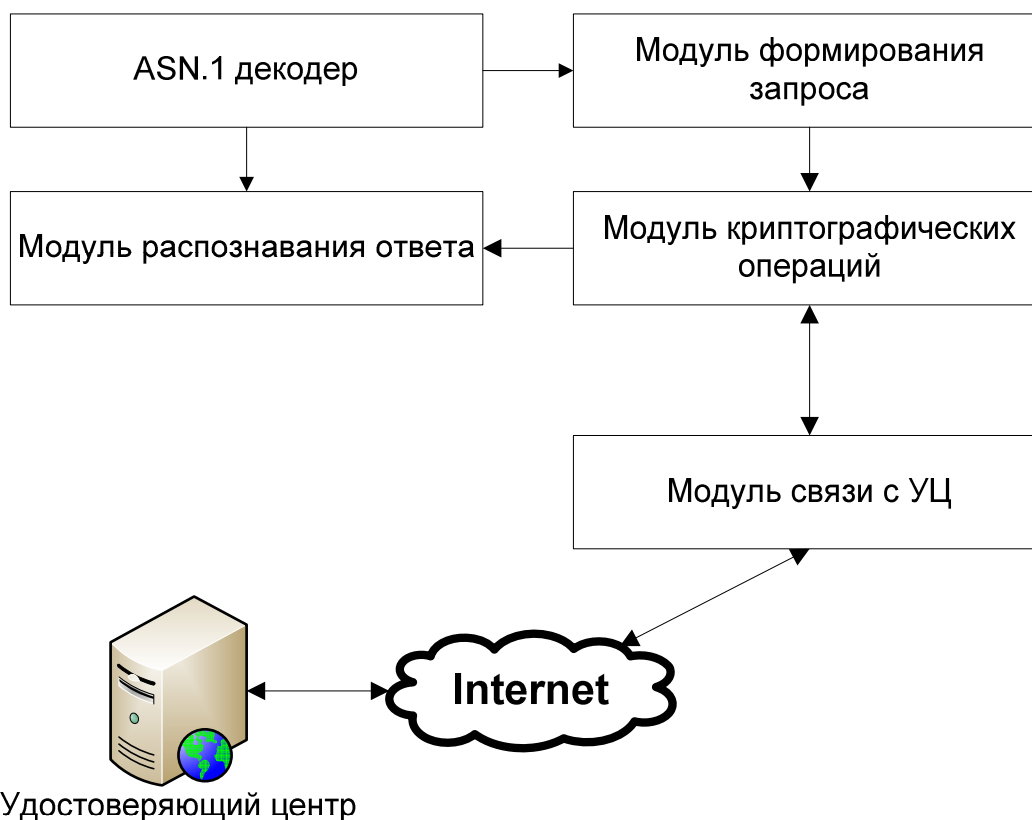 ASN.1 декодер
Модуль формирования
запроса
Модуль распознавания ответа
Модуль криптографических
операций
Модуль связи с УЦ
Internet
Удостоверяющий центр